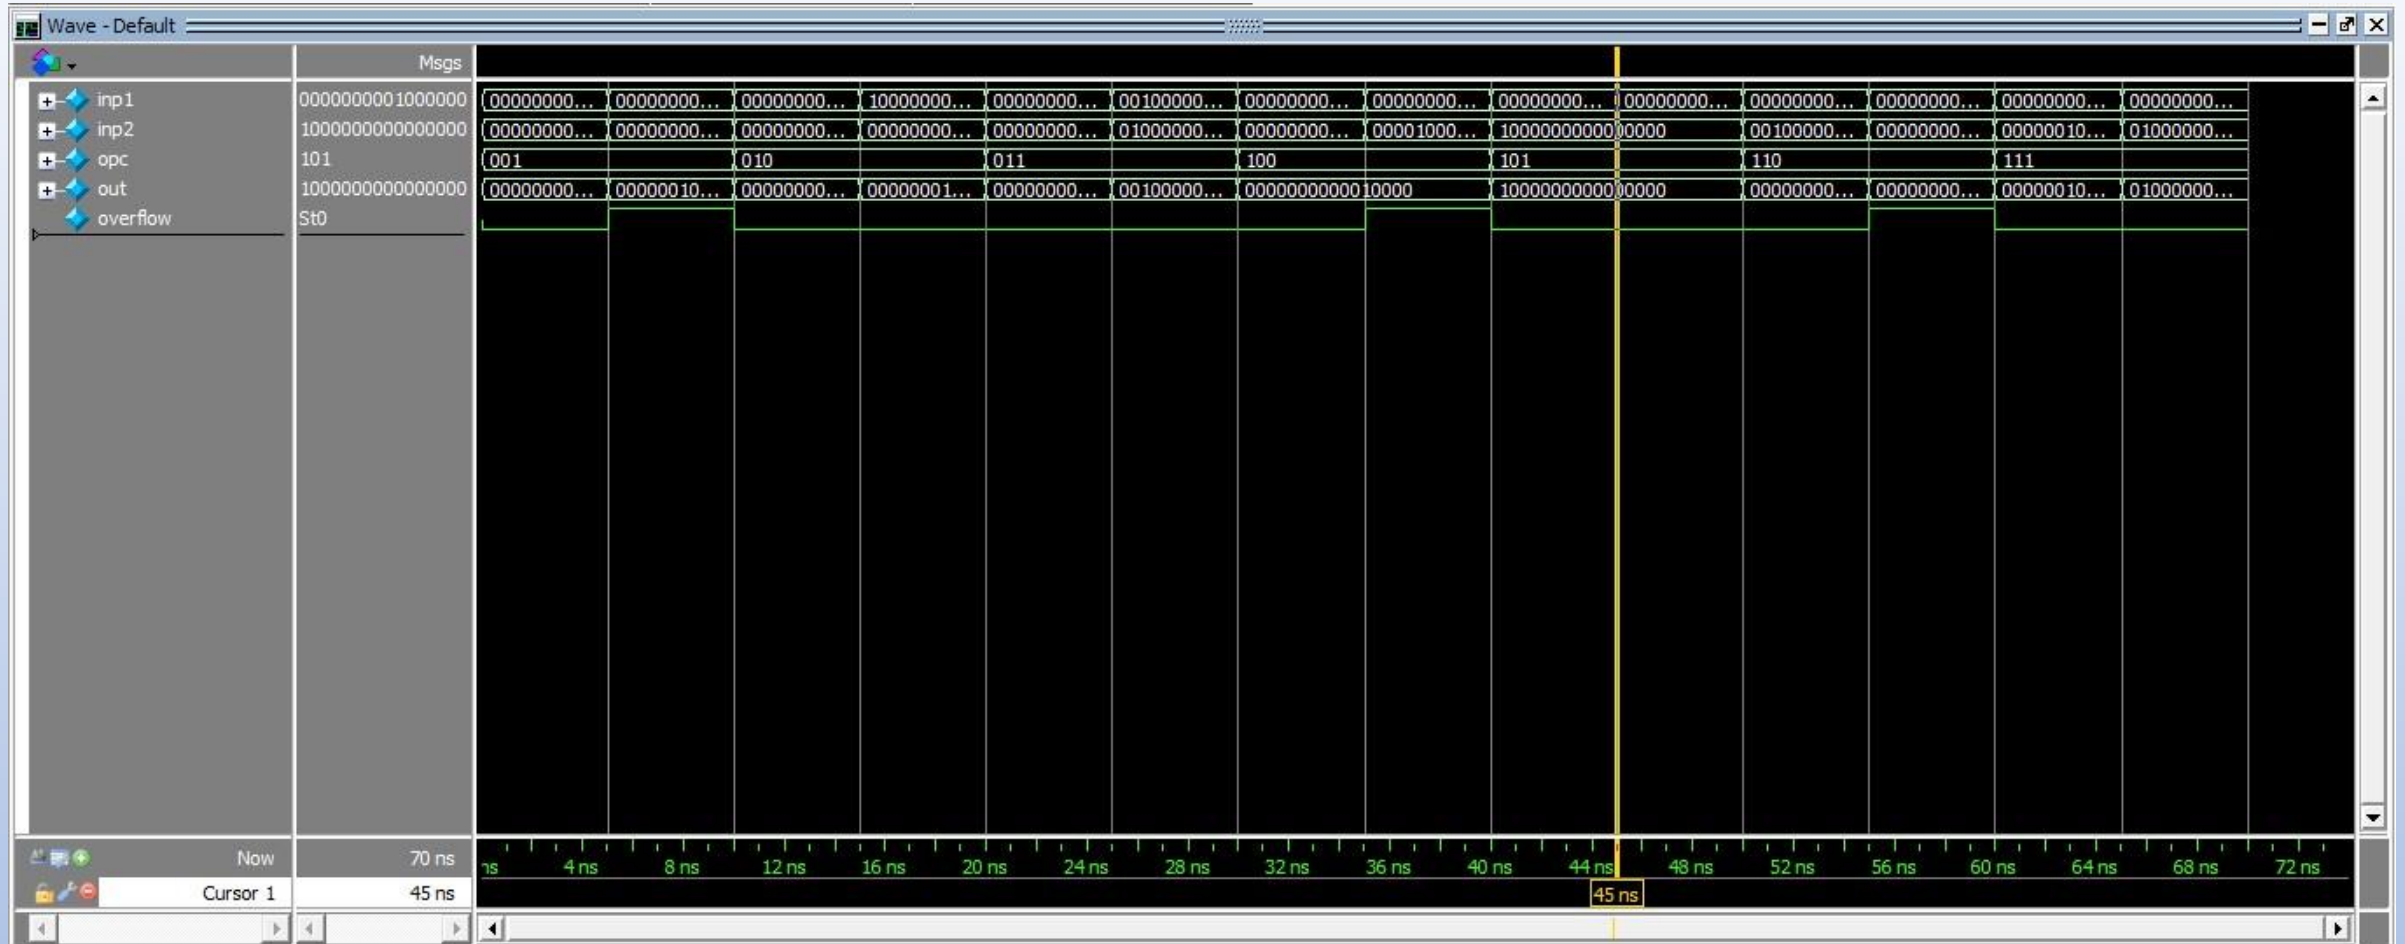 Wave - Default
Msgs
inp1 0000000001000000 00000000... 00000000... 00000000... 10000000... 00000000... 00100000... 00000000... 00000000... 00000000... 00000000... 00000000... 00000000... 00000000... 00000000...
inp2 1000000000000000 00000000... 00000000... 00000000... 00000000... 00000000... 01000000... 00000000... 00001000... 1000000000000000 00100000... 00000000... 00000010... 01000000...
opc 101 001 010 011 100 101 110 111
out 1000000000000000 00000000... 00000010... 00000000... 00000001... 00000000... 00100000... 0000000000010000 1000000000000000 00000000... 00000000... 00000010... 01000000...
overflow St0
Now 70 ns ns 4 ns 8 ns 12 ns 16 ns 20 ns 24 ns 28 ns 32 ns 36 ns 40 ns 44 ns 48 ns 52 ns 56 ns 60 ns 64 ns 68 ns 72 ns
Cursor 1 45 ns 45 ns